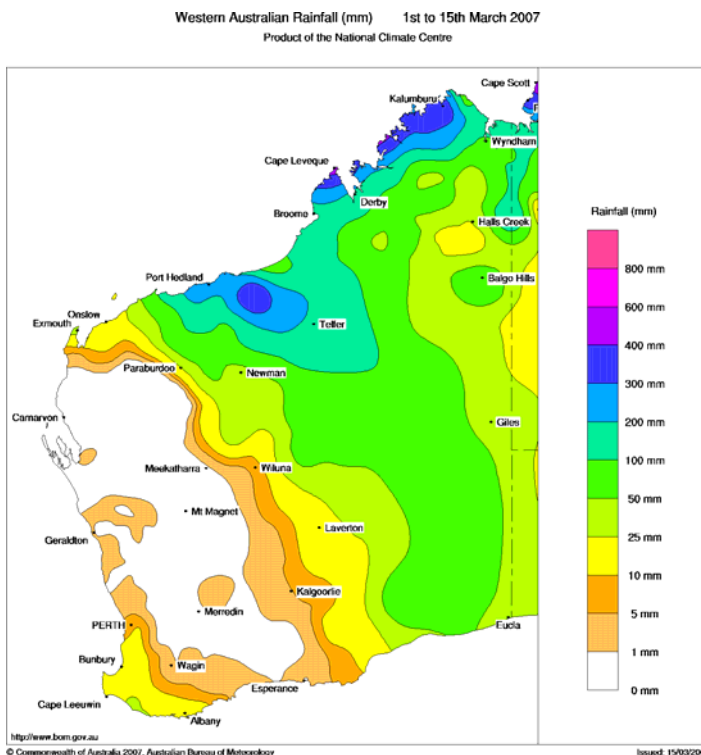 Western Australian Rainfall (mm) 1st to 15th March 2007
Product of the National Climate Centre
Cape Scott
Kalumburu
Wyndham
Cape Leveque
Derby
Broome
Halls Creek
Rainfall (mm)
Port Hedland
Balgo Hills
800 mm
Onslow
600 mm
Exmouth
Telfer
400 mm
Paraburdoo
Newman
300 mm
Carnarvon
Giles
200 mm
100 mm
Meekatharra
Wiluna
50 mm
Mt Magnet
Laverton
25 mm
Geraldton
10 mm
Kalgoorlie
Merredin
5 mm
PERTH
Eucla
1 mm
Bunbury
Wagin
Esperance
0 mm
Cape Leeuwin
Albany
http://www.bom.gov.au
© Commonwealth of Australia 2007, Australian Bureau of Meteorology
Issued: 15/03/20